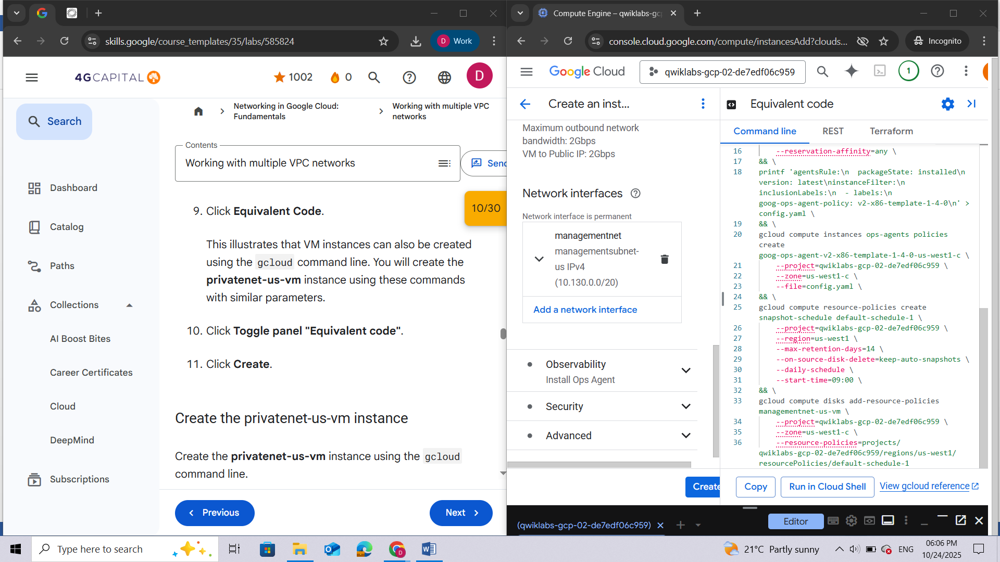 skills.google/course_templates/35/labs/585824
D Work
4GCAPITAL
1002
0
D
Search
Dashboard
Catalog
Paths
Collections
AI Boost Bites
Career Certificates
Cloud
DeepMind
Subscriptions
Networking in Google Cloud:
Fundamentals
Working with multiple VPC
networks
Contents
Working with multiple VPC networks
Send
10/30
9. Click Equivalent Code.
This illustrates that VM instances can also be created
using the gcloud command line. You will create the
privatenet-us-vm instance using these commands
with similar parameters.
10. Click Toggle panel "Equivalent code".
11. Click Create.
Create the privatenet-us-vm instance
Create the privatenet-us-vm instance using the gcloud
command line.
Previous
Next
Compute Engine – qwiklabs-gc
console.cloud.google.com/compute/instancesAdd?clouds...
Incognito
Google Cloud
qwiklabs-gcp-02-de7edf06c959
1
Create an inst...
Maximum outbound network
bandwidth: 2Gbps
VM to Public IP: 2Gbps
Network interfaces
Network interface is permanent
managementnet
managementsubnet-
us IPv4
(10.130.0.0/20)
Add a network interface
Observability
Install Ops Agent
Security
Advanced
Create
Equivalent code
Command line
REST
Terraform
16 --reservation-affinity=any \
17 && \
18 printf 'agentsRule:\n  packageState: installed\n
version: latest\ninstanceFilter:\n
inclusionLabels:\n  - labels:\n
goog-ops-agent-policy: v2-x86-template-1-4-0\n' >
config.yaml \
19 && \
20 gcloud compute instances ops-agents policies
create
goog-ops-agent-v2-x86-template-1-4-0-us-west1-c \
21 --project=qwiklabs-gcp-02-de7edf06c959 \
22 --zone=us-west1-c \
23 --file=config.yaml \
24 && \
25 gcloud compute resource-policies create
snapshot-schedule default-schedule-1 \
26 --project=qwiklabs-gcp-02-de7edf06c959 \
27 --region=us-west1 \
28 --max-retention-days=14 \
29 --on-source-disk-delete=keep-auto-snapshots \
30 --daily-schedule \
31 --start-time=09:00 \
32 && \
33 gcloud compute disks add-resource-policies
managementnet-us-vm \
34 --project=qwiklabs-gcp-02-de7edf06c959 \
35 --zone=us-west1-c \
36 --resource-policies=projects/
qwiklabs-gcp-02-de7edf06c959/regions/us-west1/
resourcePolicies/default-schedule-1
Copy
Run in Cloud Shell
View gcloud reference
(qwiklabs-gcp-02-de7edf06c959)
Editor
Type here to search
21°C Partly sunny
ENG
06:06 PM
10/24/2025